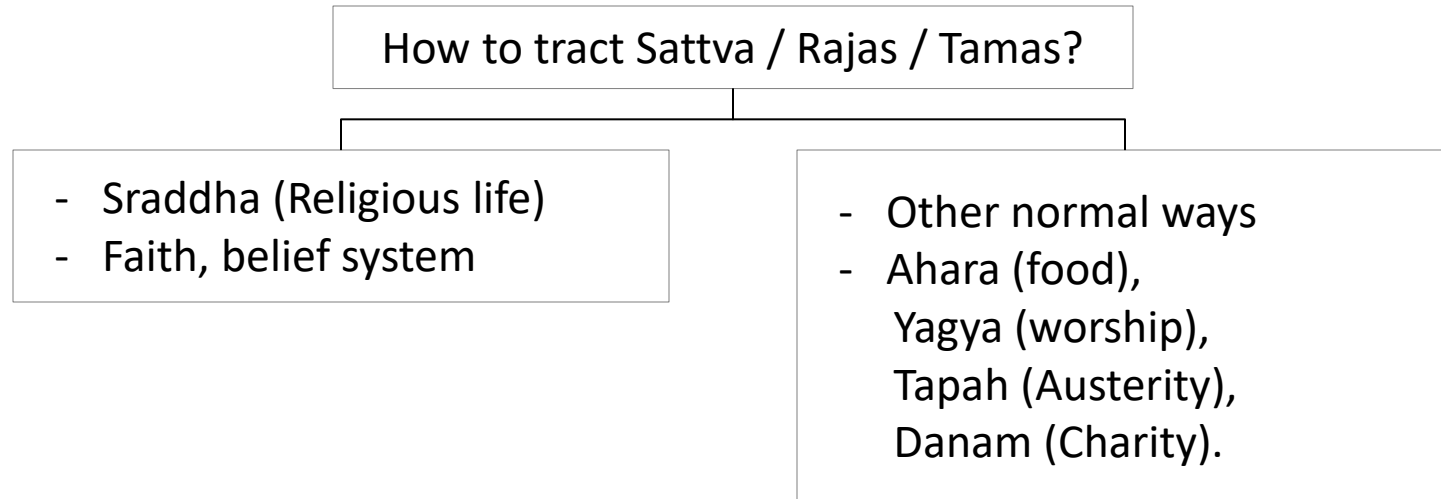 How to tract Sattva / Rajas / Tamas?
- Sraddha (Religious life)
- Faith, belief system
- Other normal ways
- Ahara (food),
Yagya (worship),
Tapah (Austerity),
Danam (Charity).